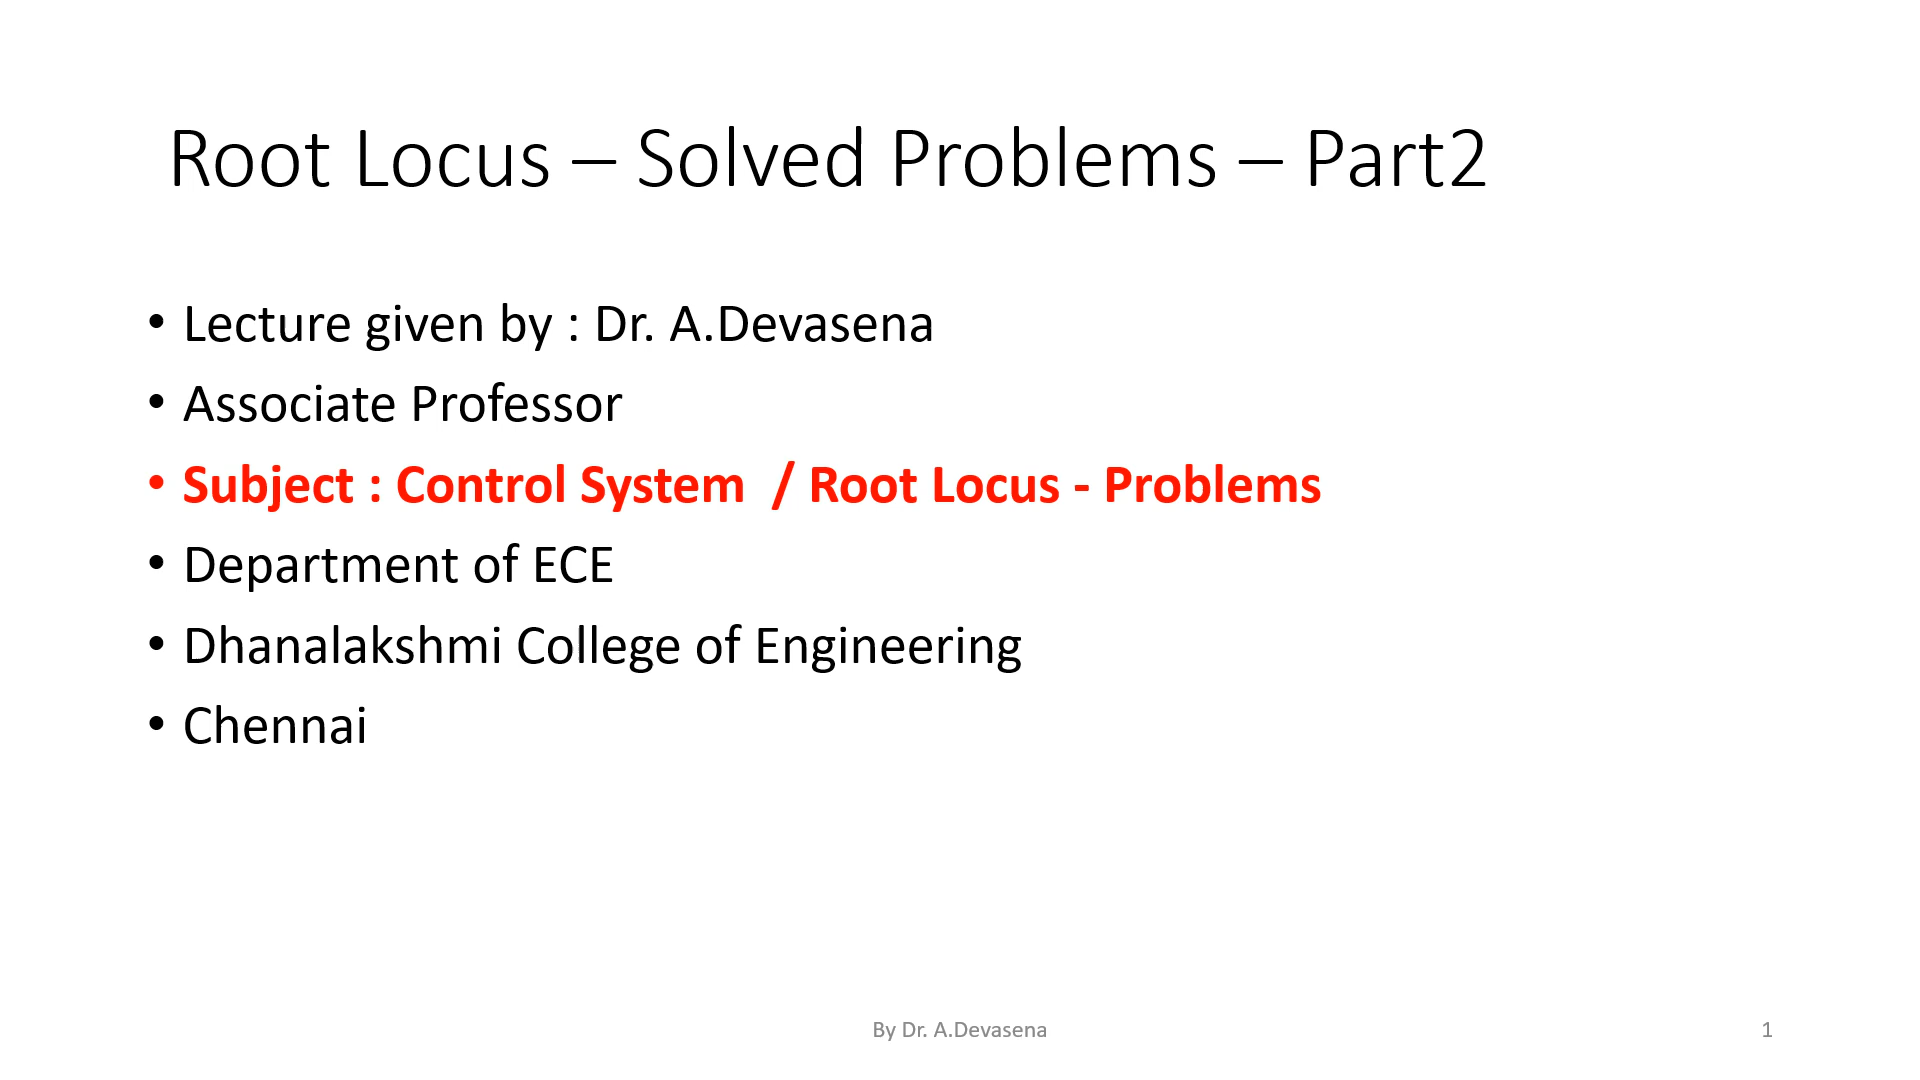 Root Locus – Solved Problems – Part2
• Lecture given by : Dr. A.Devasena
• Associate Professor
• Subject : Control System / Root Locus - Problems
• Department of ECE
• Dhanalakshmi College of Engineering
• Chennai
By Dr. A.Devasena
1